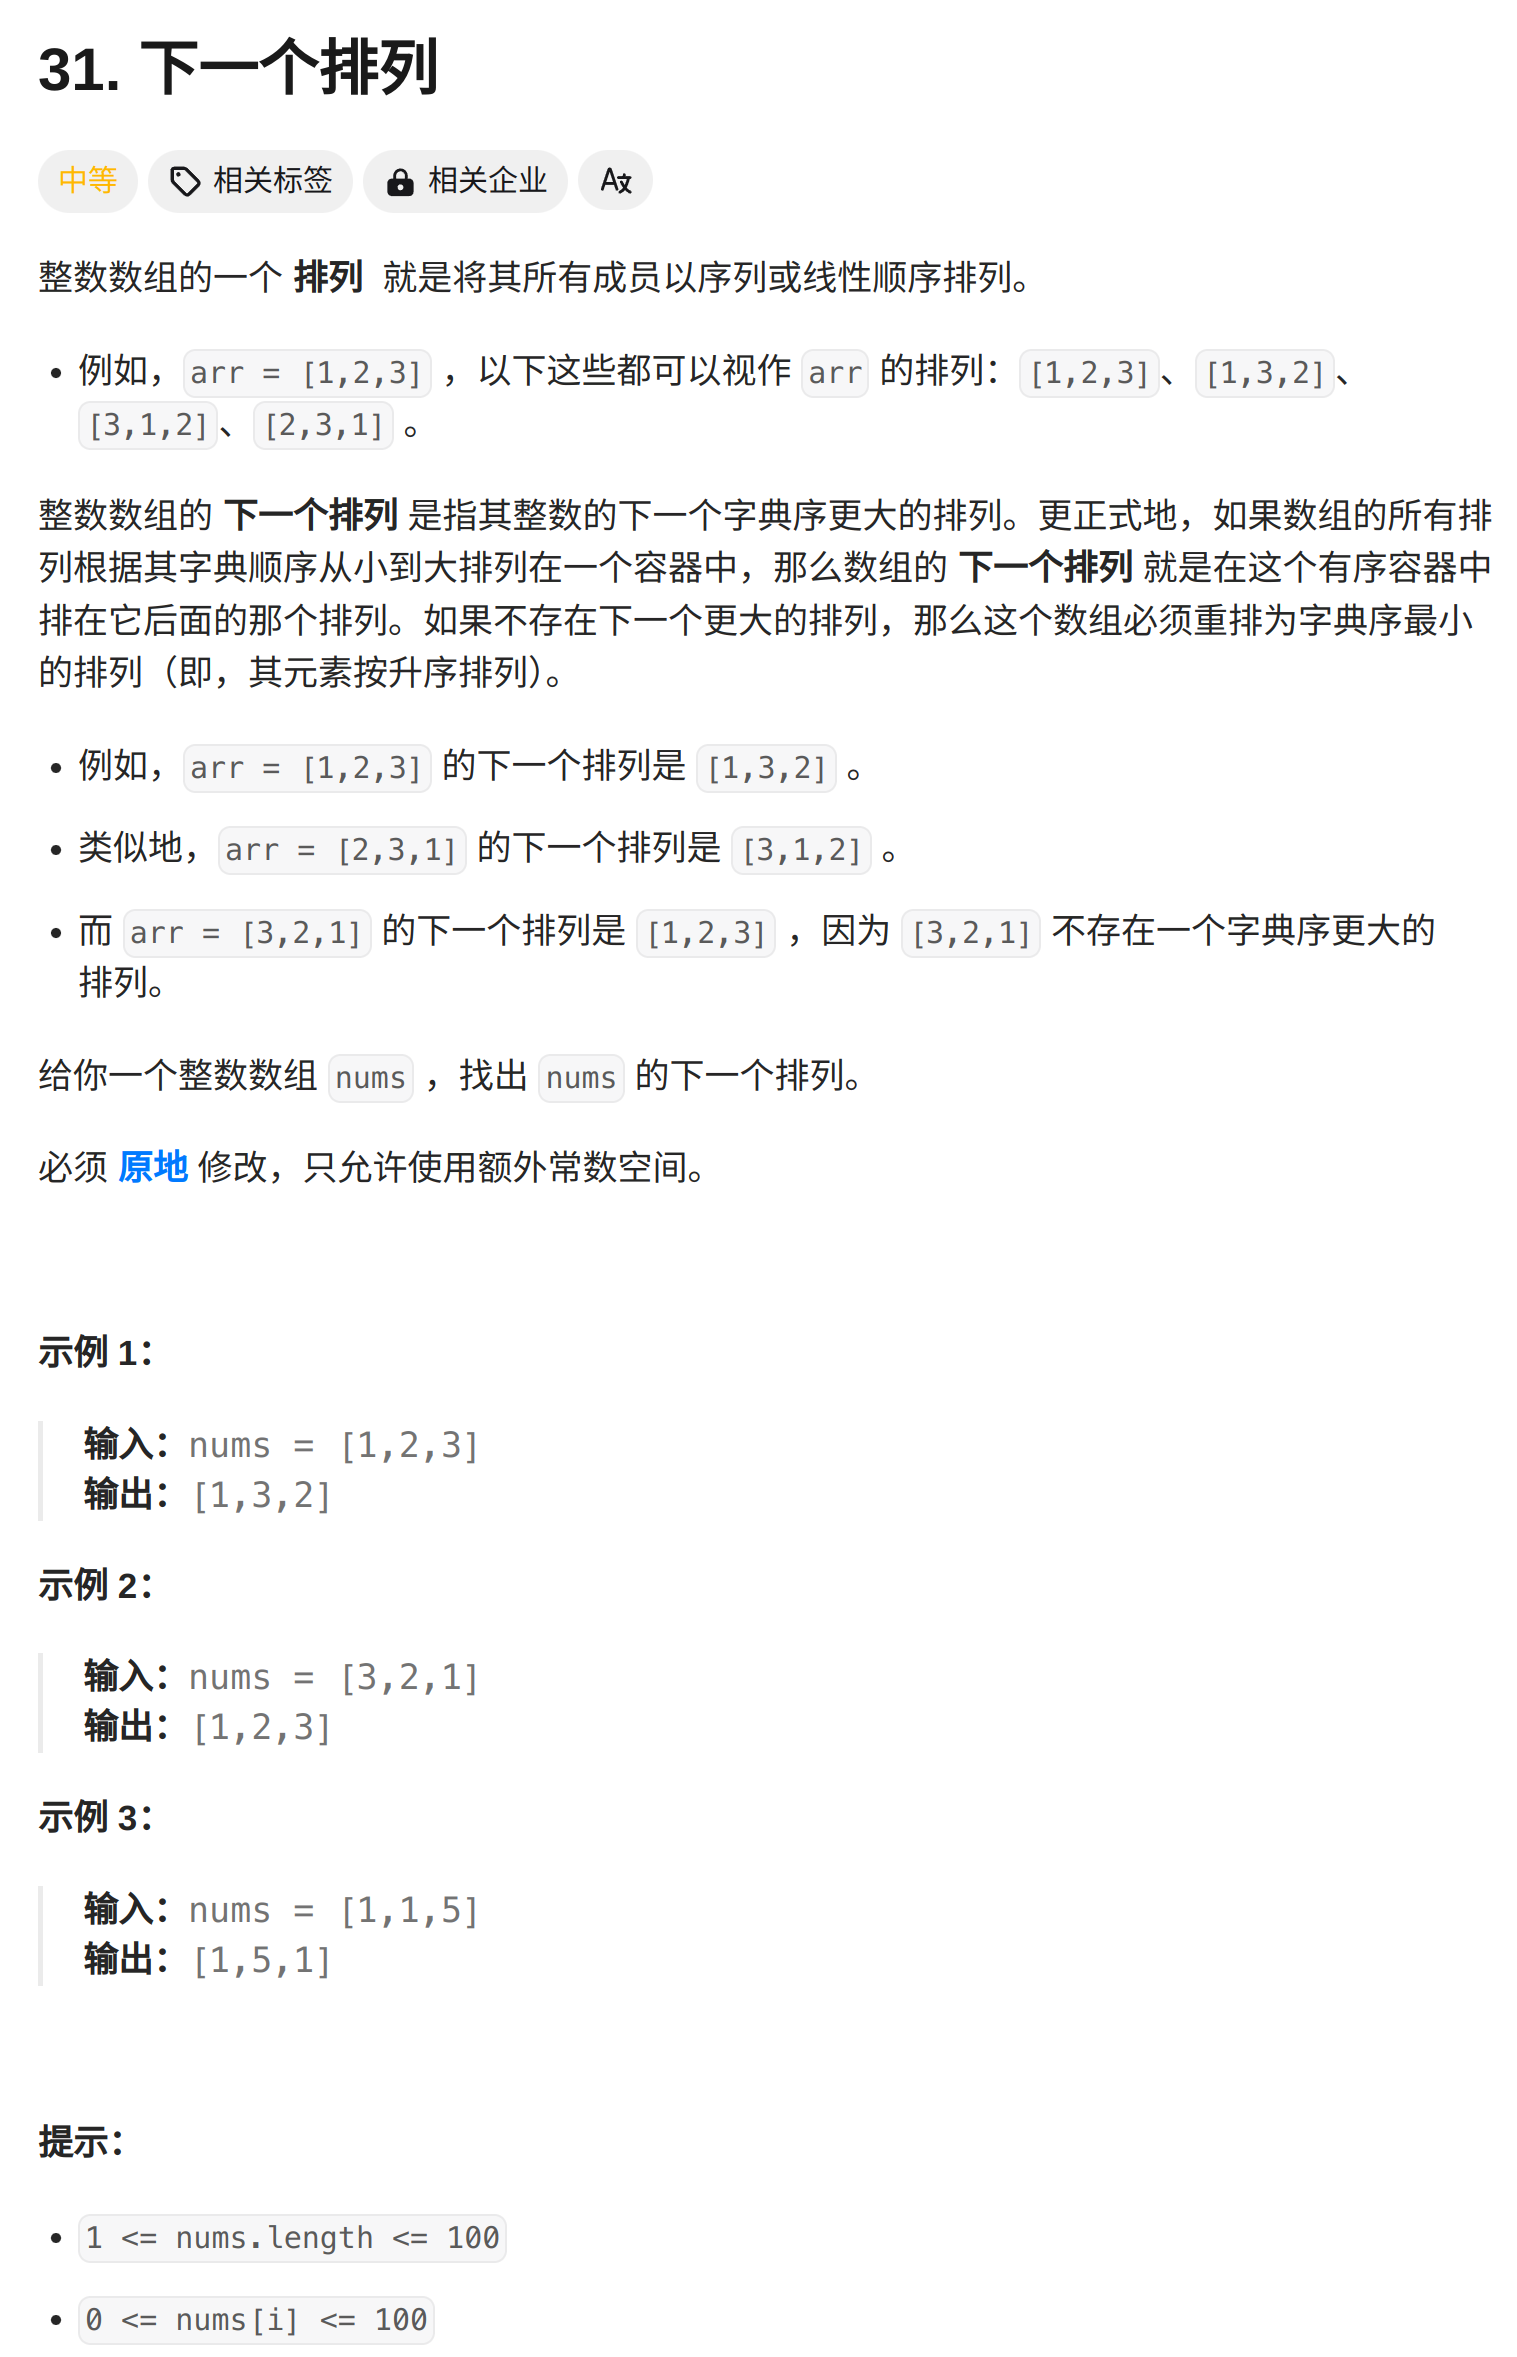 31. 下一个排列
中等 相关标签 相关企业
整数数组的一个 排列 就是将其所有成员以序列或线性顺序排列。
• 例如，arr = [1,2,3] ，以下这些都可以视作 arr 的排列：[1,2,3]、[1,3,2]、
[3,1,2]、[2,3,1] 。
整数数组的 下一个排列 是指其整数的下一个字典序更大的排列。更正式地，如果数组的所有排
列根据其字典顺序从小到大排列在一个容器中，那么数组的 下一个排列 就是在这个有序容器中
排在它后面的那个排列。如果不存在下一个更大的排列，那么这个数组必须重排为字典序最小
的排列（即，其元素按升序排列）。
• 例如，arr = [1,2,3] 的下一个排列是 [1,3,2] 。
• 类似地，arr = [2,3,1] 的下一个排列是 [3,1,2] 。
• 而 arr = [3,2,1] 的下一个排列是 [1,2,3] ，因为 [3,2,1] 不存在一个字典序更大的
排列。
给你一个整数数组 nums ，找出 nums 的下一个排列。
必须 原地 修改，只允许使用额外常数空间。
示例 1：
输入：nums = [1,2,3]
输出：[1,3,2]
示例 2：
输入：nums = [3,2,1]
输出：[1,2,3]
示例 3：
输入：nums = [1,1,5]
输出：[1,5,1]
提示：
• 1 <= nums.length <= 100
• 0 <= nums[i] <= 100